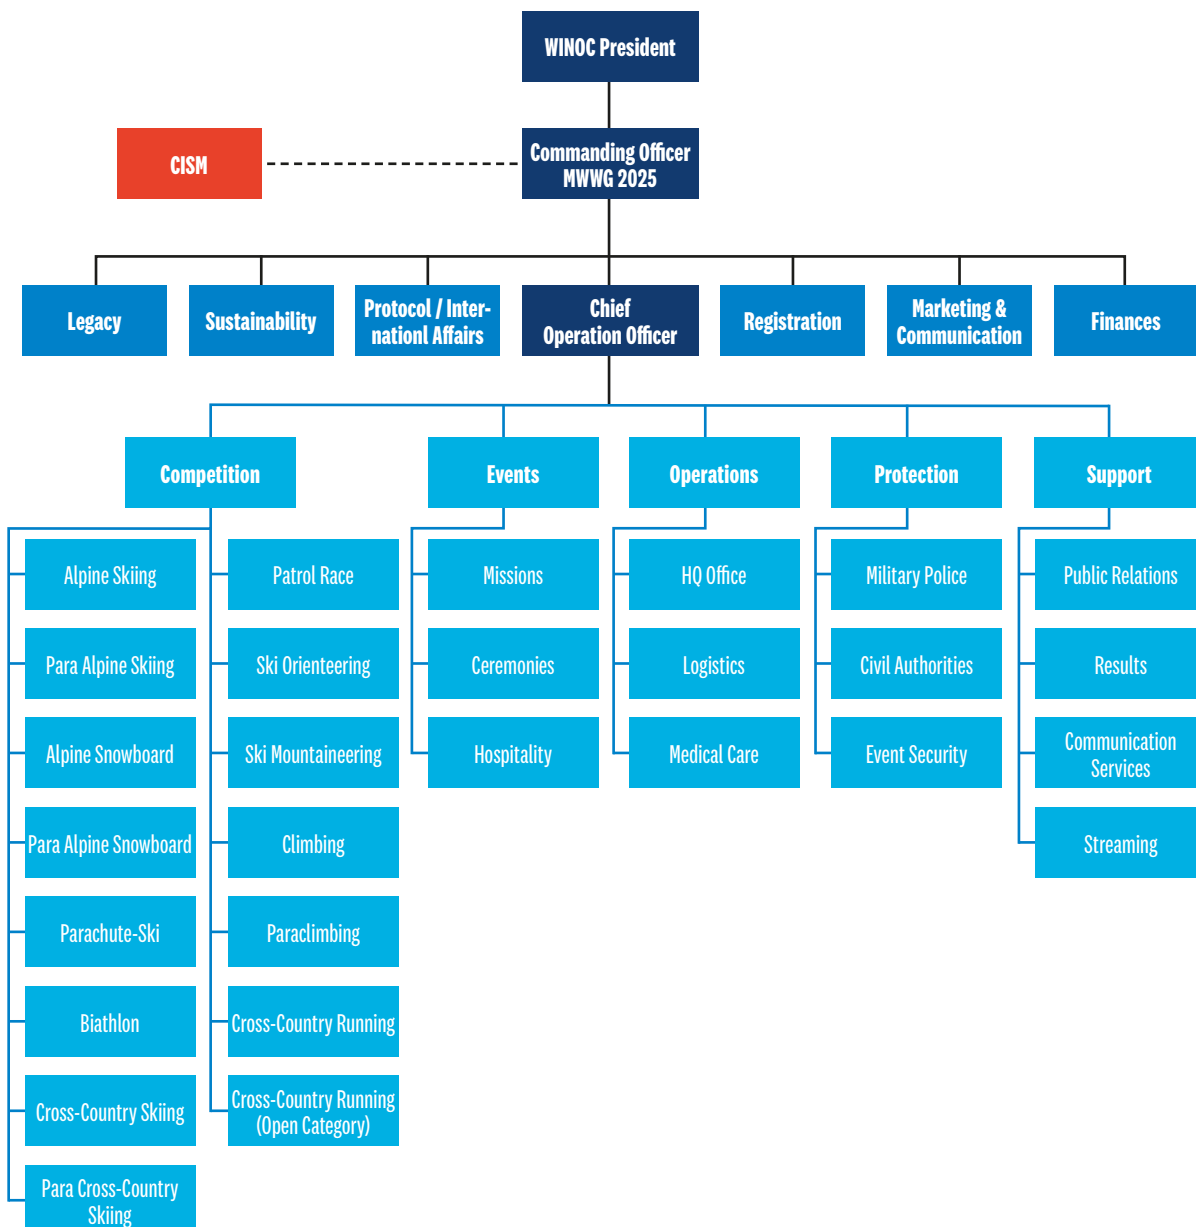 WINOC President
CISM
Commanding Officer
MWWG 2025
Legacy
Sustainability
Protocol / Inter-
nationl Affairs
Chief
Operation Officer
Registration
Marketing &
Communication
Finances
Competition
Events
Operations
Protection
Support
Alpine Skiing
Para Alpine Skiing
Alpine Snowboard
Para Alpine Snowboard
Parachute-Ski
Biathlon
Cross-Country Skiing
Para Cross-Country
Skiing
Patrol Race
Ski Orienteering
Ski Mountaineering
Climbing
Paraclimbing
Cross-Country Running
Cross-Country Running
(Open Category)
Missions
Ceremonies
Hospitality
HQ Office
Logistics
Medical Care
Military Police
Civil Authorities
Event Security
Public Relations
Results
Communication
Services
Streaming